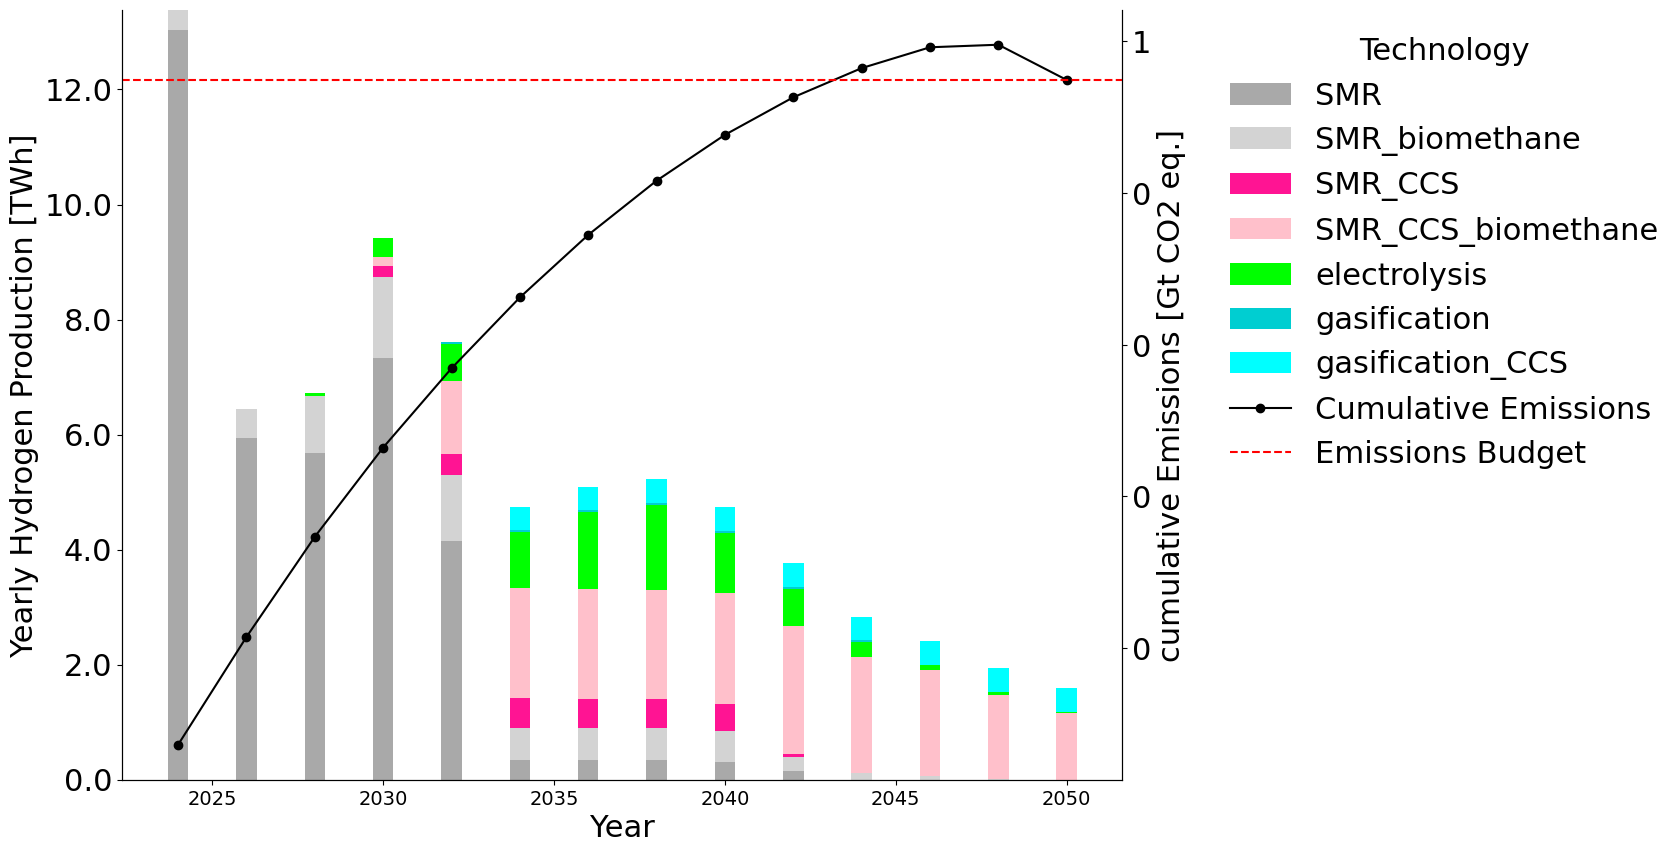 Yearly Hydrogen Production [TWh]
12.0
10.0
8.0
6.0
4.0
2.0
0.0
2025
2030
2035
2040
2045
2050
Year
1
0
0
0
0
cumulative Emissions [Gt CO2 eq.]
Technology
SMR
SMR_biomethane
SMR_CCS
SMR_CCS_biomethane
electrolysis
gasification
gasification_CCS
Cumulative Emissions
Emissions Budget